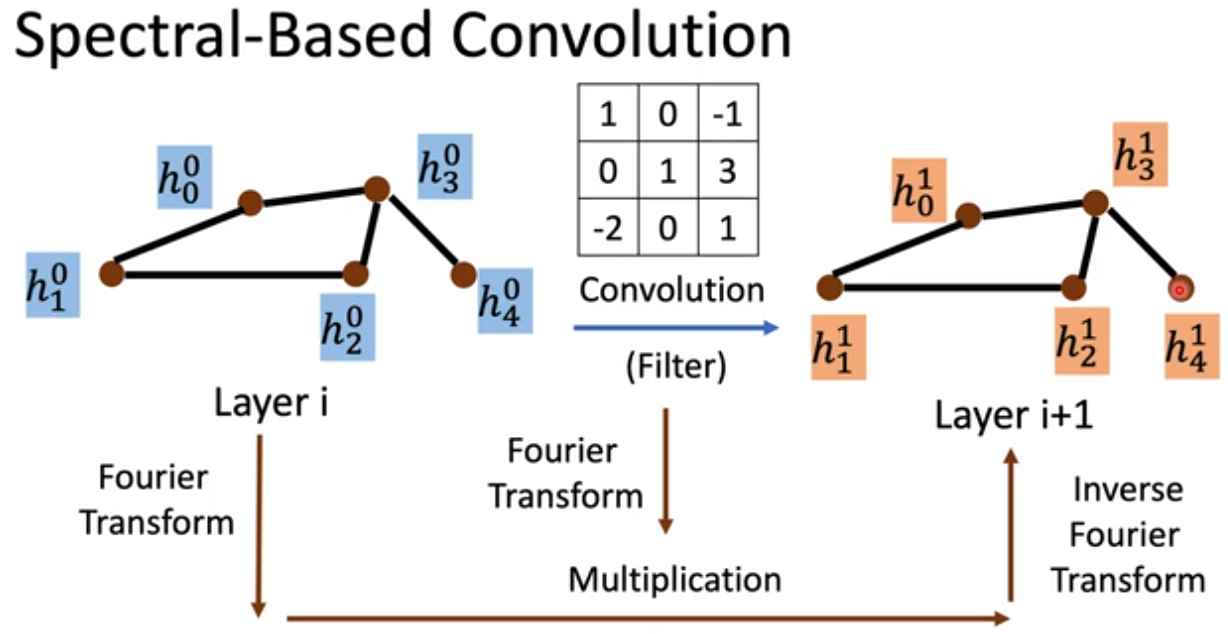 Spectral-Based Convolution
h_0^0
h_3^0
h_1^0
h_2^0
h_4^0
Layer i
1 0 -1
0 1 3
-2 0 1
Convolution
(Filter)
h_0^1
h_3^1
h_1^1
h_2^1
h_4^1
Layer i+1
Fourier
Transform
Fourier
Transform
Multiplication
Inverse
Fourier
Transform